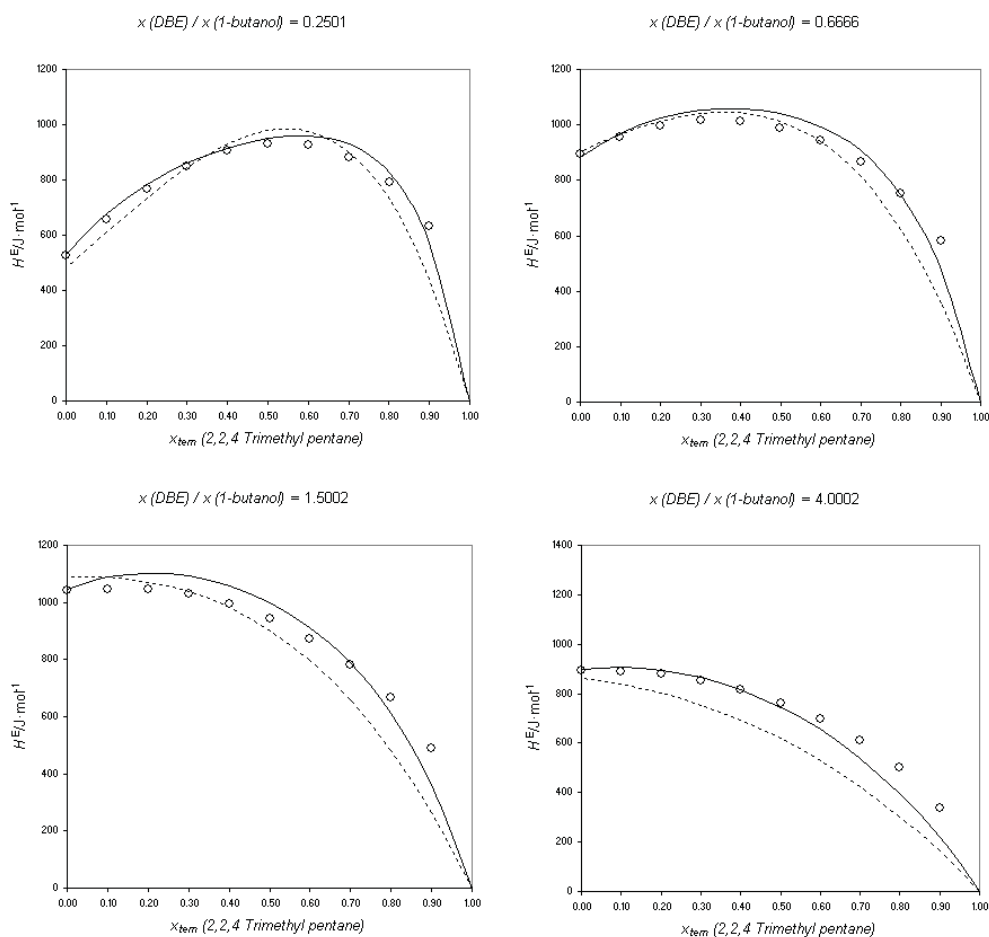 x (DBE) / x (1-butanol) = 0.2501
1200
1000
800
600
400
200
0
H^E/J·mol^1
0.00 0.10 0.20 0.30 0.40 0.50 0.60 0.70 0.80 0.90 1.00
x_tern (2,2,4 Trimethyl pentane)
x (DBE) / x (1-butanol) = 0.6666
1200
1000
800
600
400
200
0
H^E/J·mol^1
0.00 0.10 0.20 0.30 0.40 0.50 0.60 0.70 0.80 0.90 1.00
x_tern (2,2,4 Trimethyl pentane)
x (DBE) / x (1-butanol) = 1.5002
1200
1000
800
600
400
200
0
H^E/J·mol^1
0.00 0.10 0.20 0.30 0.40 0.50 0.60 0.70 0.80 0.90 1.00
x_tern (2,2,4 Trimethyl pentane)
x (DBE) / x (1-butanol) = 4.0002
1400
1200
1000
800
600
400
200
0
H^E/J·mol^1
0.00 0.10 0.20 0.30 0.40 0.50 0.60 0.70 0.80 0.90 1.00
x_tern (2,2,4 Trimethyl pentane)